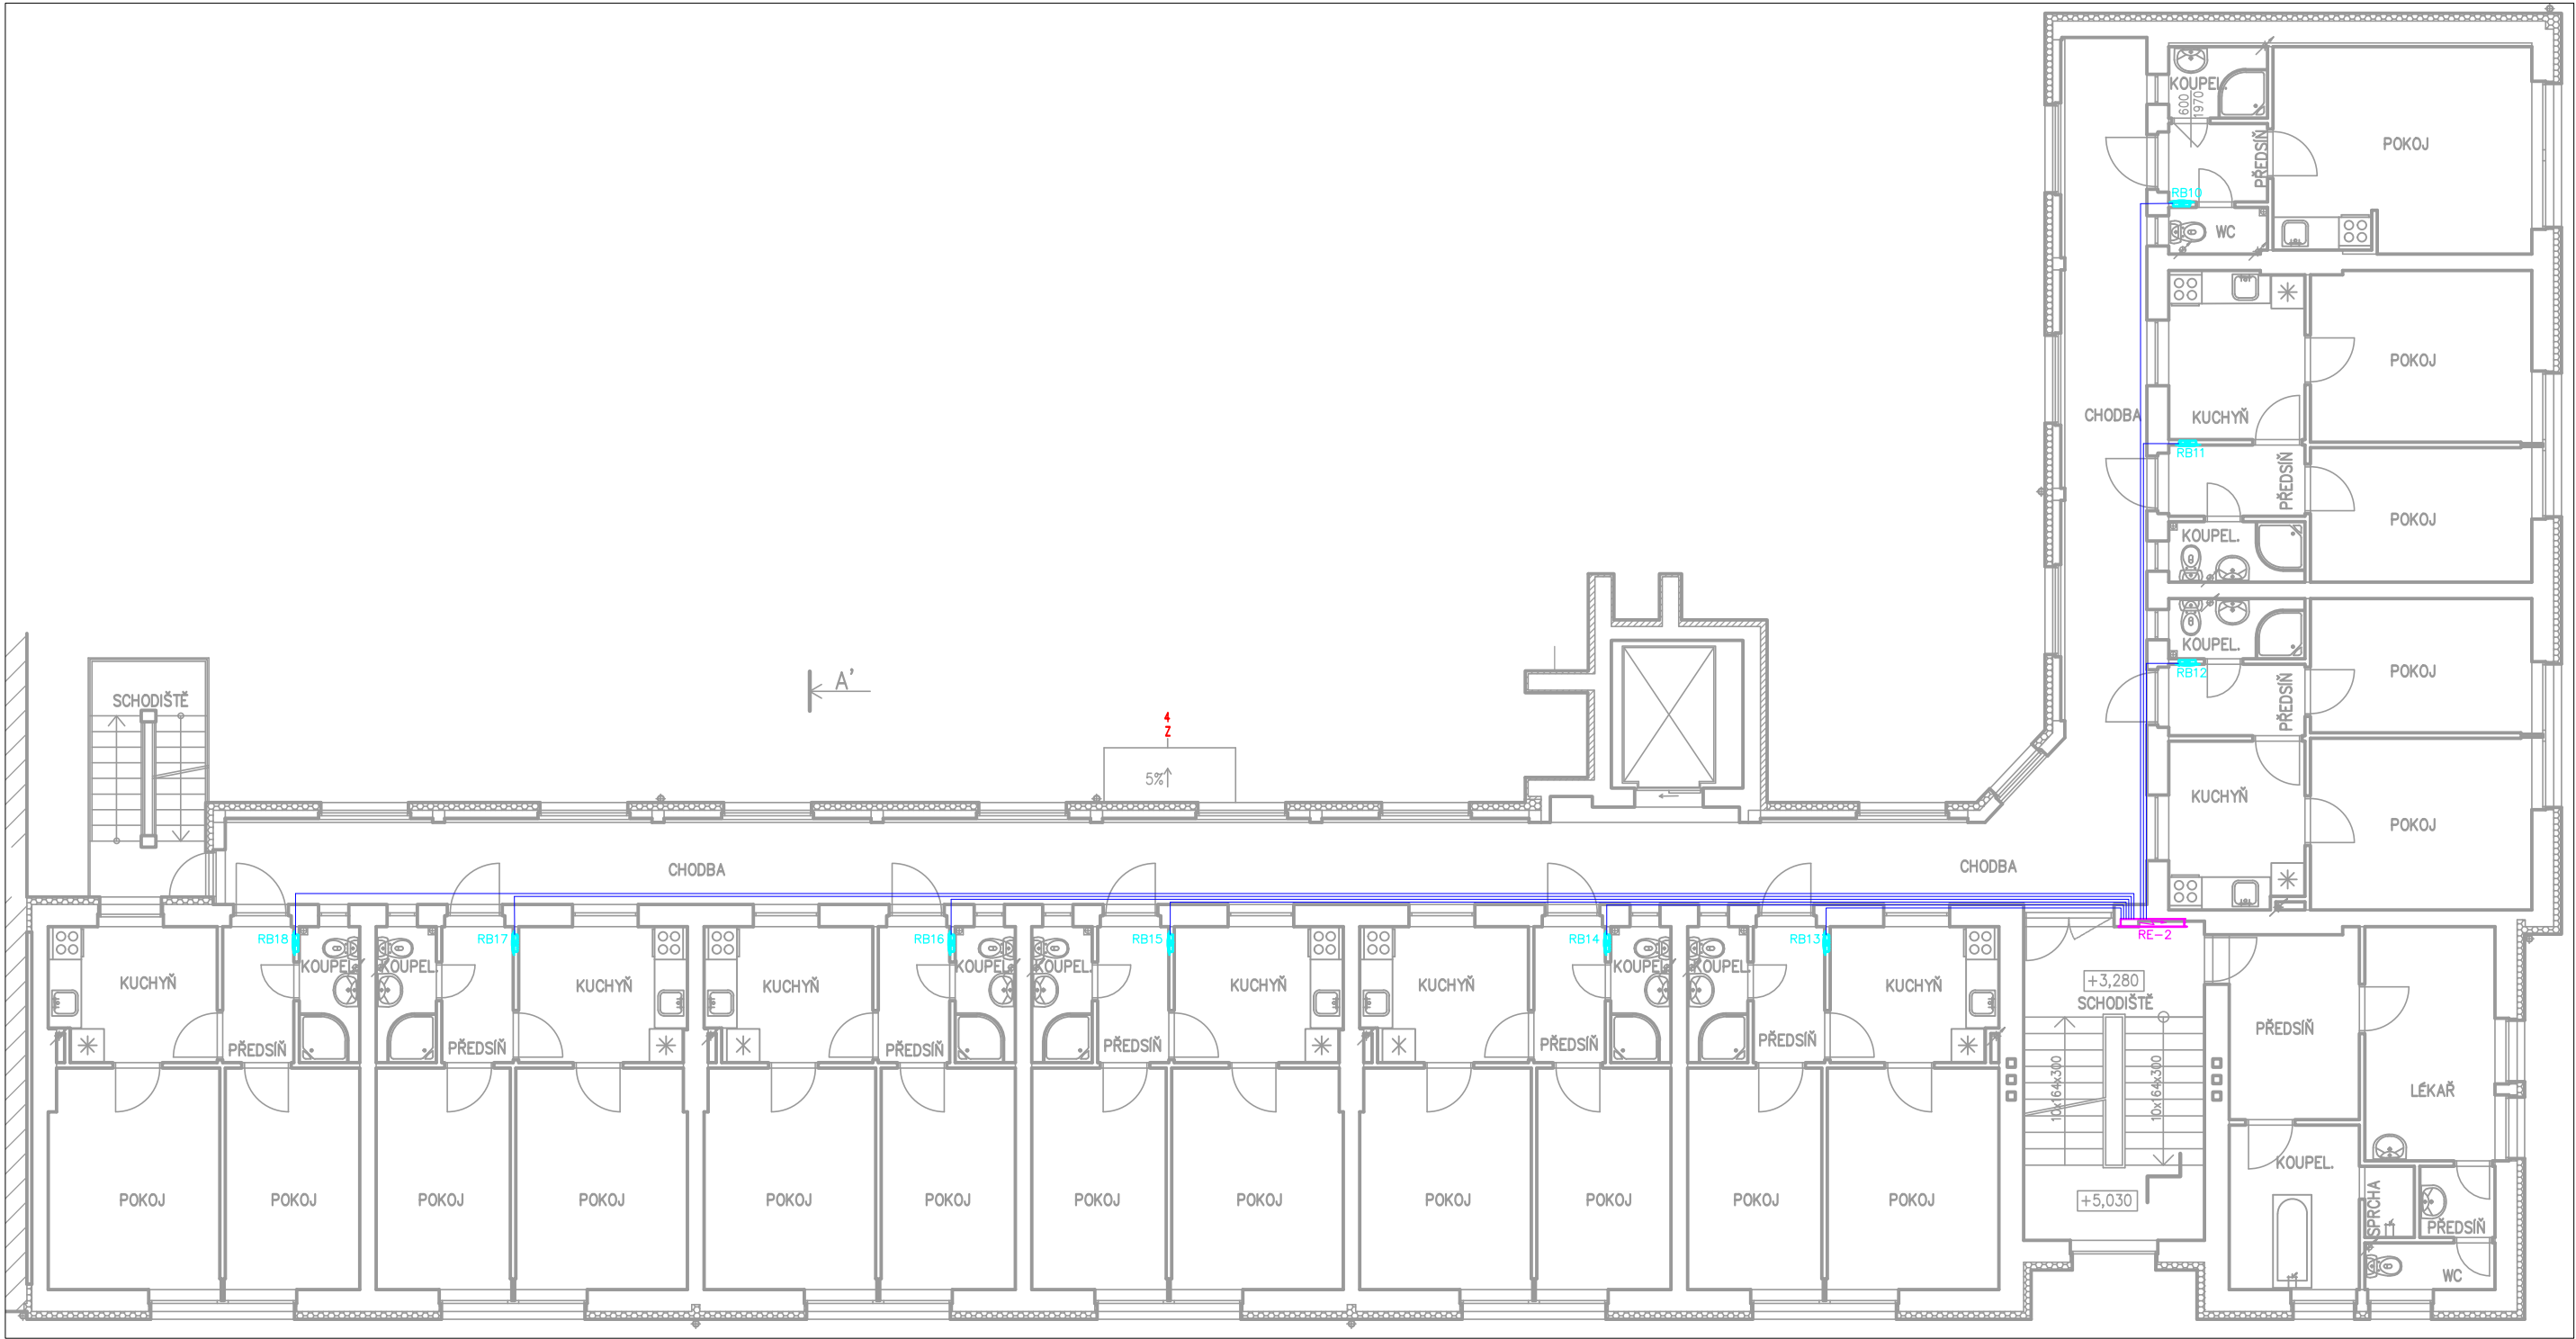 KOUPEL.
600
1970
PŘEDSÍŇ
POKOJ
RB10
WC
POKOJ
CHODBA
KUCHYŇ
RB11
PŘEDSÍŇ
POKOJ
KOUPEL.
KOUPEL.
RB12
PŘEDSÍŇ
POKOJ
KUCHYŇ
POKOJ
SCHODIŠTĚ
A'
4
Z
5%
CHODBA
CHODBA
RB18
RB17
RB16
RB15
RB14
RB13
RE-2
KOUPEL.
KOUPEL.
KOUPEL.
KOUPEL.
KOUPEL.
KOUPEL.
KUCHYŇ
KUCHYŇ
KUCHYŇ
KUCHYŇ
KUCHYŇ
KUCHYŇ
+3,280
SCHODIŠTĚ
PŘEDSÍŇ
PŘEDSÍŇ
PŘEDSÍŇ
PŘEDSÍŇ
PŘEDSÍŇ
PŘEDSÍŇ
PŘEDSÍŇ
10x164x300
10x164x300
LÉKAŘ
KOUPEL.
POKOJ
POKOJ
POKOJ
POKOJ
POKOJ
POKOJ
POKOJ
POKOJ
POKOJ
POKOJ
POKOJ
POKOJ
+5,030
SPRCHA
PŘEDSÍŇ
WC